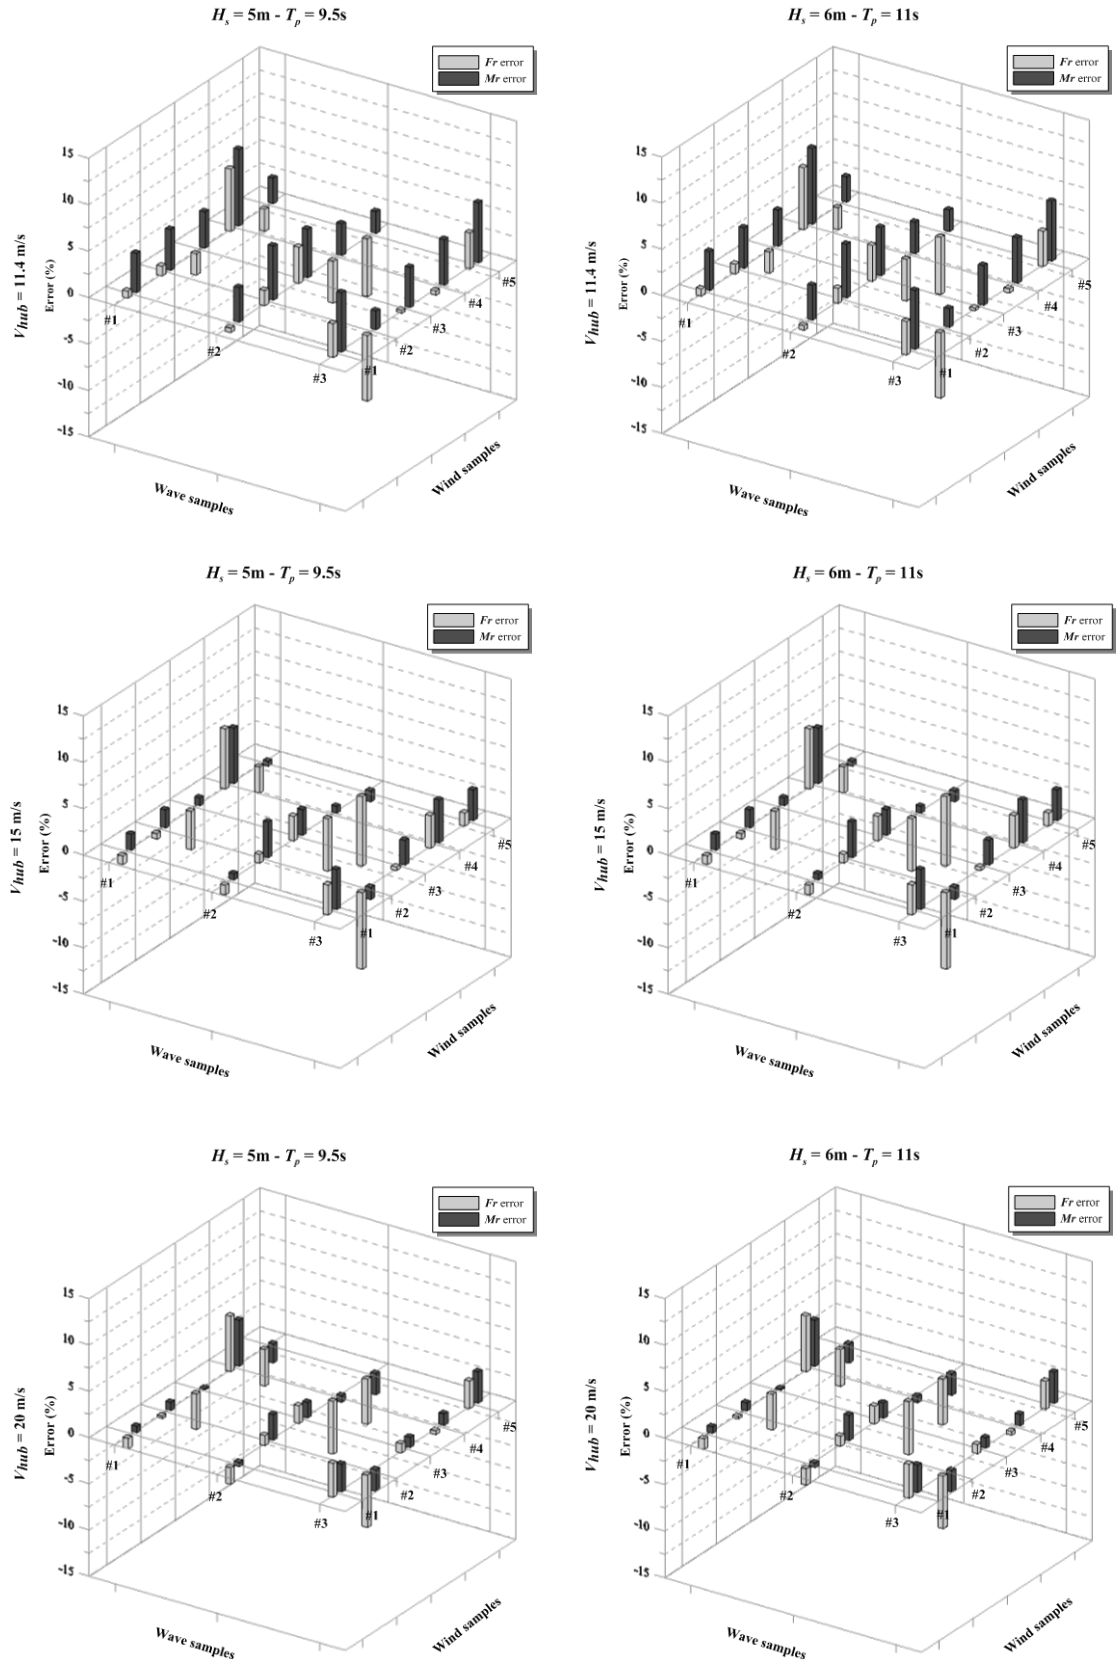 Hs = 5m - Tp = 9.5s
Fr error
Mr error
Vhub = 11.4 m/s
Error (%)
15
10
5
0
-5
-10
-15
#1
#2
#3
#1
#2
#3
#4
#5
Wave samples
Wind samples
Hs = 6m - Tp = 11s
Fr error
Mr error
Vhub = 11.4 m/s
Error (%)
15
10
5
0
-5
-10
-15
#1
#2
#3
#1
#2
#3
#4
#5
Wave samples
Wind samples
Hs = 5m - Tp = 9.5s
Fr error
Mr error
Vhub = 15 m/s
Error (%)
15
10
5
0
-5
-10
-15
#1
#2
#3
#1
#2
#3
#4
#5
Wave samples
Wind samples
Hs = 6m - Tp = 11s
Fr error
Mr error
Vhub = 15 m/s
Error (%)
15
10
5
0
-5
-10
-15
#1
#2
#3
#1
#2
#3
#4
#5
Wave samples
Wind samples
Hs = 5m - Tp = 9.5s
Fr error
Mr error
Vhub = 20 m/s
Error (%)
15
10
5
0
-5
-10
-15
#1
#2
#3
#1
#2
#3
#4
#5
Wave samples
Wind samples
Hs = 6m - Tp = 11s
Fr error
Mr error
Vhub = 20 m/s
Error (%)
15
10
5
0
-5
-10
-15
#1
#2
#3
#1
#2
#3
#4
#5
Wave samples
Wind samples